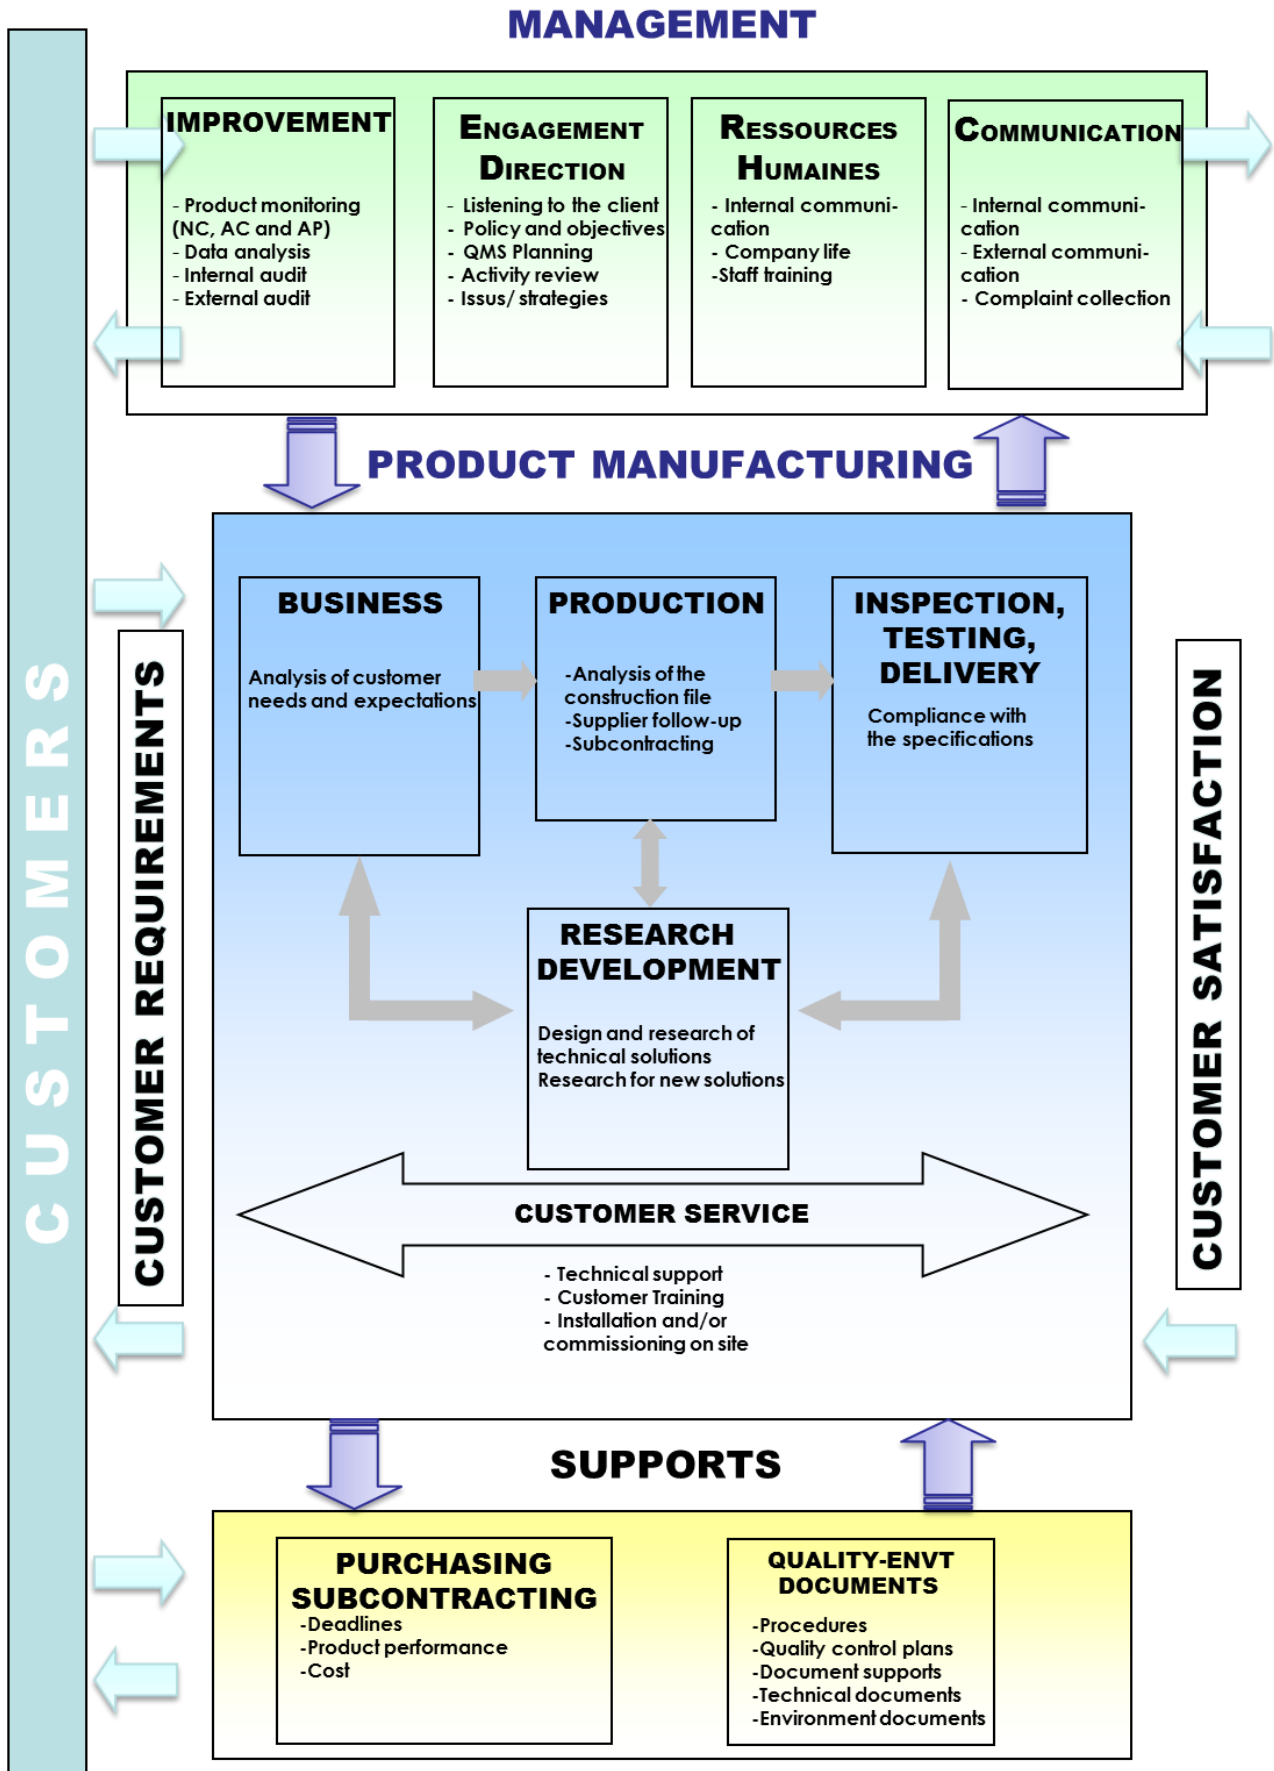 MANAGEMENT
IMPROVEMENT
- Product monitoring
(NC, AC and AP)
- Data analysis
- Internal audit
- External audit
ENGAGEMENT
DIRECTION
- Listening to the client
- Policy and objectives
- QMS Planning
- Activity review
- Issus/ strategies
RESSOURCES
HUMAINES
- Internal communi-
cation
- Company life
-Staff training
COMMUNICATION
- Internal communi-
cation
- External communi-
cation
- Complaint collection
PRODUCT MANUFACTURING
CUSTOMERS
CUSTOMER REQUIREMENTS
BUSINESS
Analysis of customer
needs and expectations
PRODUCTION
-Analysis of the
construction file
-Supplier follow-up
-Subcontracting
INSPECTION,
TESTING,
DELIVERY
Compliance with
the specifications
RESEARCH
DEVELOPMENT
Design and research of
technical solutions
Research for new solutions
CUSTOMER SERVICE
- Technical support
- Customer Training
- Installation and/or
commissioning on site
CUSTOMER SATISFACTION
SUPPORTS
PURCHASING
SUBCONTRACTING
-Deadlines
-Product performance
-Cost
QUALITY-ENVT
DOCUMENTS
-Procedures
-Quality control plans
-Document supports
-Technical documents
-Environment documents